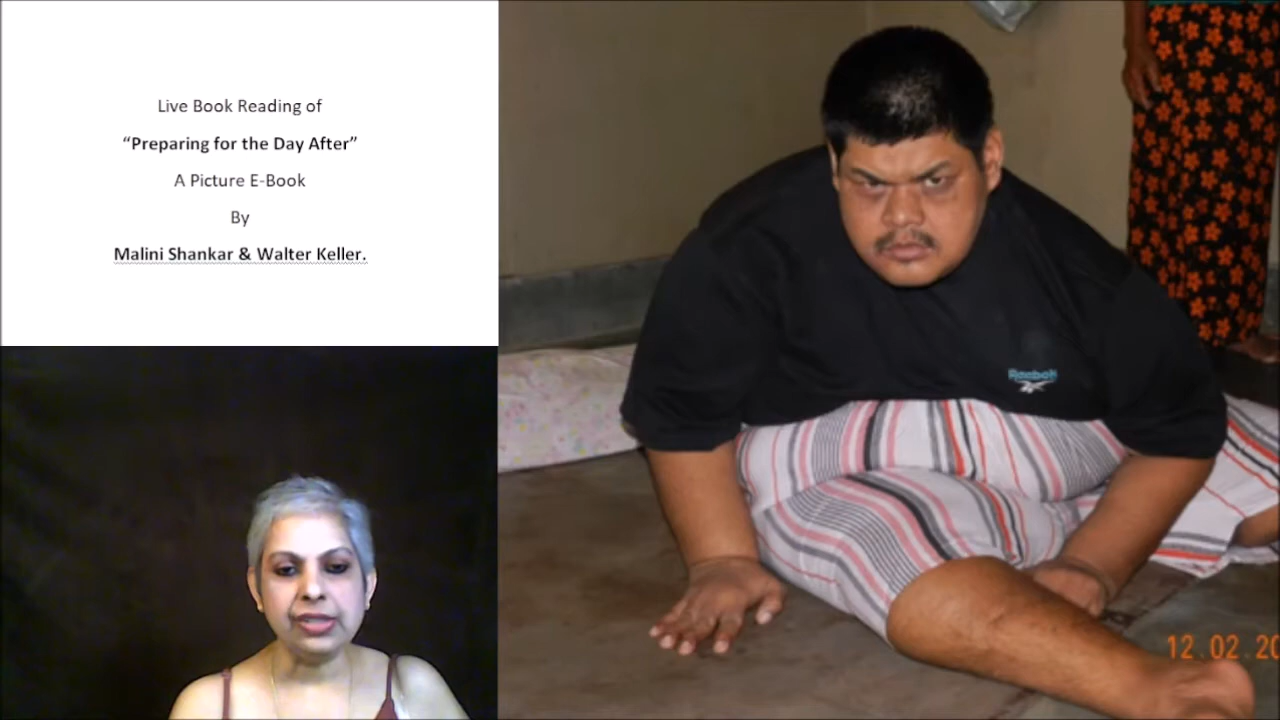 Live Book Reading of
“Preparing for the Day After”
A Picture E-Book
By
Malini Shankar & Walter Keller.
Reebok
12.02.20